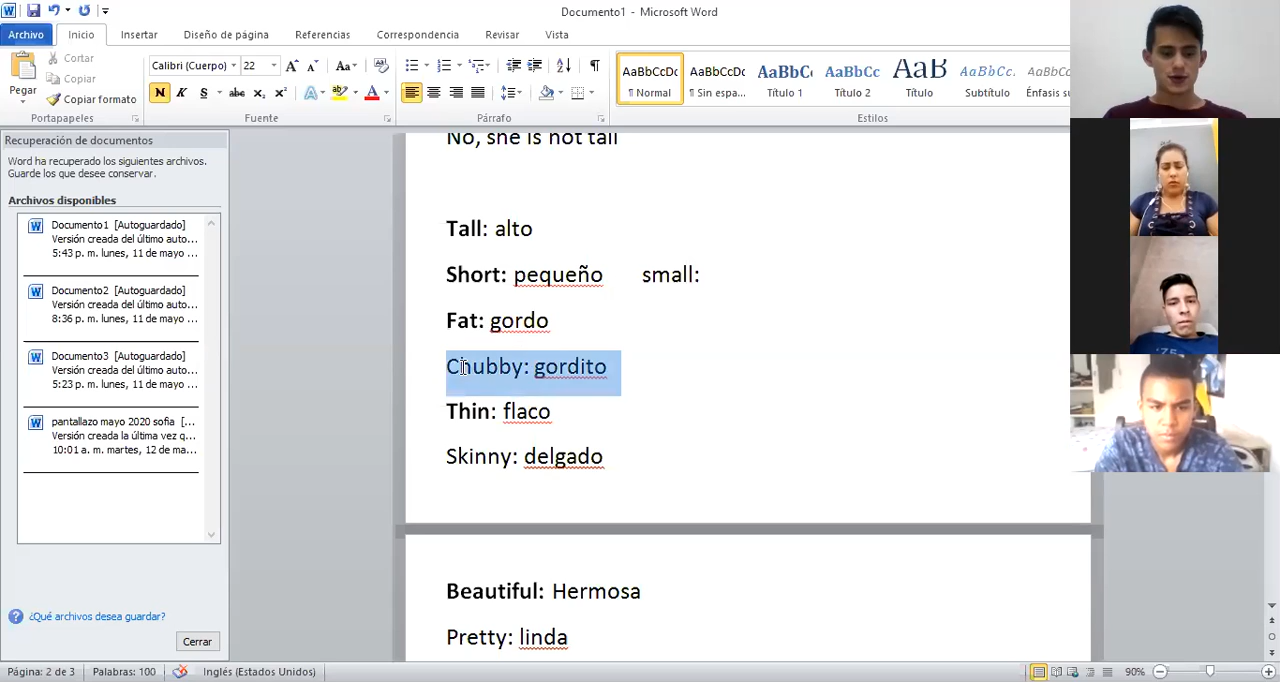 Documento1 - Microsoft Word
Archivo Inicio Insertar Diseño de página Referencias Correspondencia Revisar Vista
Pegar
Cortar
Copiar
Copiar formato
Portapapeles
Calibri (Cuerpo) 22
N K S abc x₂ x²
Fuente
Párrafo
AaBbCcDc AaBbCcDc AaBbC AaBbCc AaB AaBbCc. AaBbCcDc
¶ Normal ¶ Sin espa... Título 1 Título 2 Título Subtítulo Énfasis su
Estilos
Recuperación de documentos
Word ha recuperado los siguientes archivos.
Guarde los que desee conservar.
Archivos disponibles
Documento1 [Autoguardado]
Versión creada del último auto...
5:43 p. m. lunes, 11 de mayo ...
Documento2 [Autoguardado]
Versión creada del último auto...
8:36 p. m. lunes, 11 de mayo ...
Documento3 [Autoguardado]
Versión creada del último auto...
5:23 p. m. lunes, 11 de mayo ...
pantallazo mayo 2020 sofia [...
Versión creada la última vez q...
10:01 a. m. martes, 12 de ma...
¿Qué archivos desea guardar?
Cerrar
No, she is not tall
Tall: alto
Short: pequeño small:
Fat: gordo
Chubby: gordito
Thin: flaco
Skinny: delgado
Beautiful: Hermosa
Pretty: linda
Página: 2 de 3 Palabras: 100 Inglés (Estados Unidos) 90%